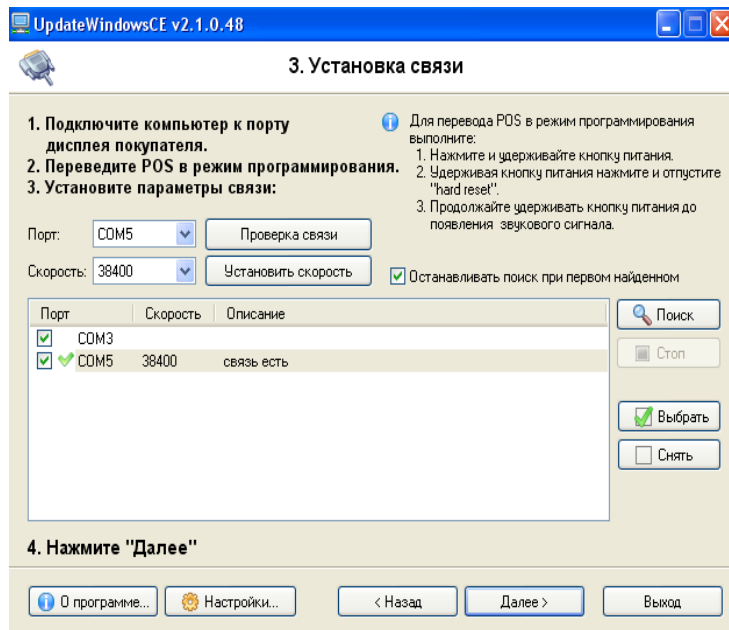 UpdateWindowsCE v2.1.0.48
3. Установка связи
1. Подключите компьютер к порту
дисплея покупателя.
2. Переведите POS в режим программирования.
3. Установите параметры связи:
Для перевода POS в режим программирования
выполните:
1. Нажмите и удерживайте кнопку питания.
2. Удерживая кнопку питания нажмите и отпустите
"hard reset".
3. Продолжайте удерживать кнопку питания до
появления звукового сигнала.
Порт: COM5 Проверка связи
Скорость: 38400 Установить скорость
Останавливать поиск при первом найденном
Порт Скорость Описание
COM3
COM5 38400 связь есть
Поиск
Стоп
Выбрать
Снять
4. Нажмите "Далее"
О программе... Настройки... < Назад Далее > Выход